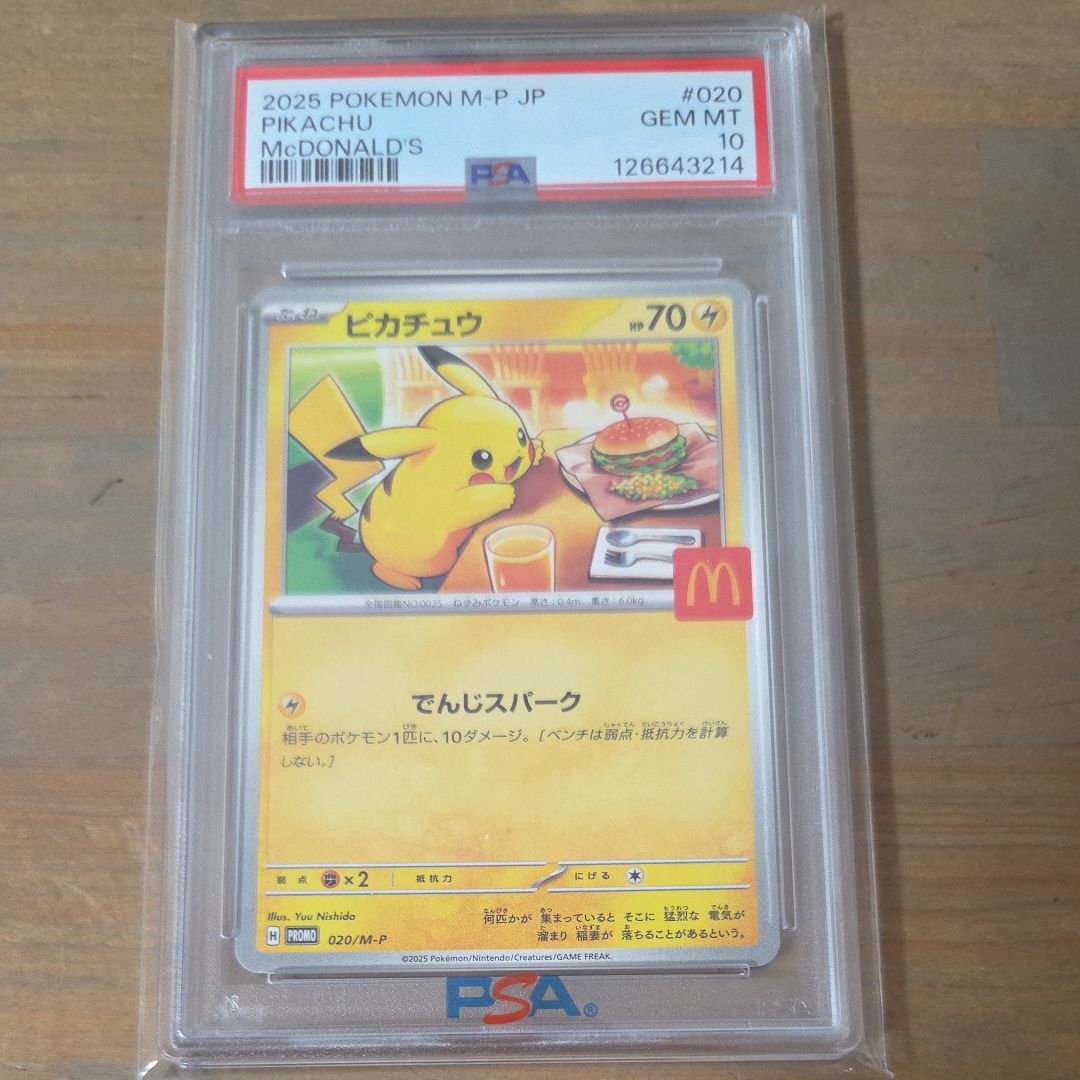 2025 POKEMON M-P JP #020
PIKACHU GEM MT
McDONALD'S 10
126643214
PSA
たね ピカチュウ HP70
全国図鑑NO.0025 ねずみポケモン 高さ:0.4m 重さ:6.0kg
でんじスパーク
相手のポケモン1匹に、10ダメージ。[ベンチは弱点・抵抗力を計算
しない。]
弱点 ×2 抵抗力 にげる
Illus. Yuu Nishida
何匹かが 集まっていると そこに 猛烈な 電気が
溜まり 稲妻が 落ちることがあるという。
H PROMO 020/M-P
©2025 Pokémon/Nintendo/Creatures/GAME FREAK.
PSA®